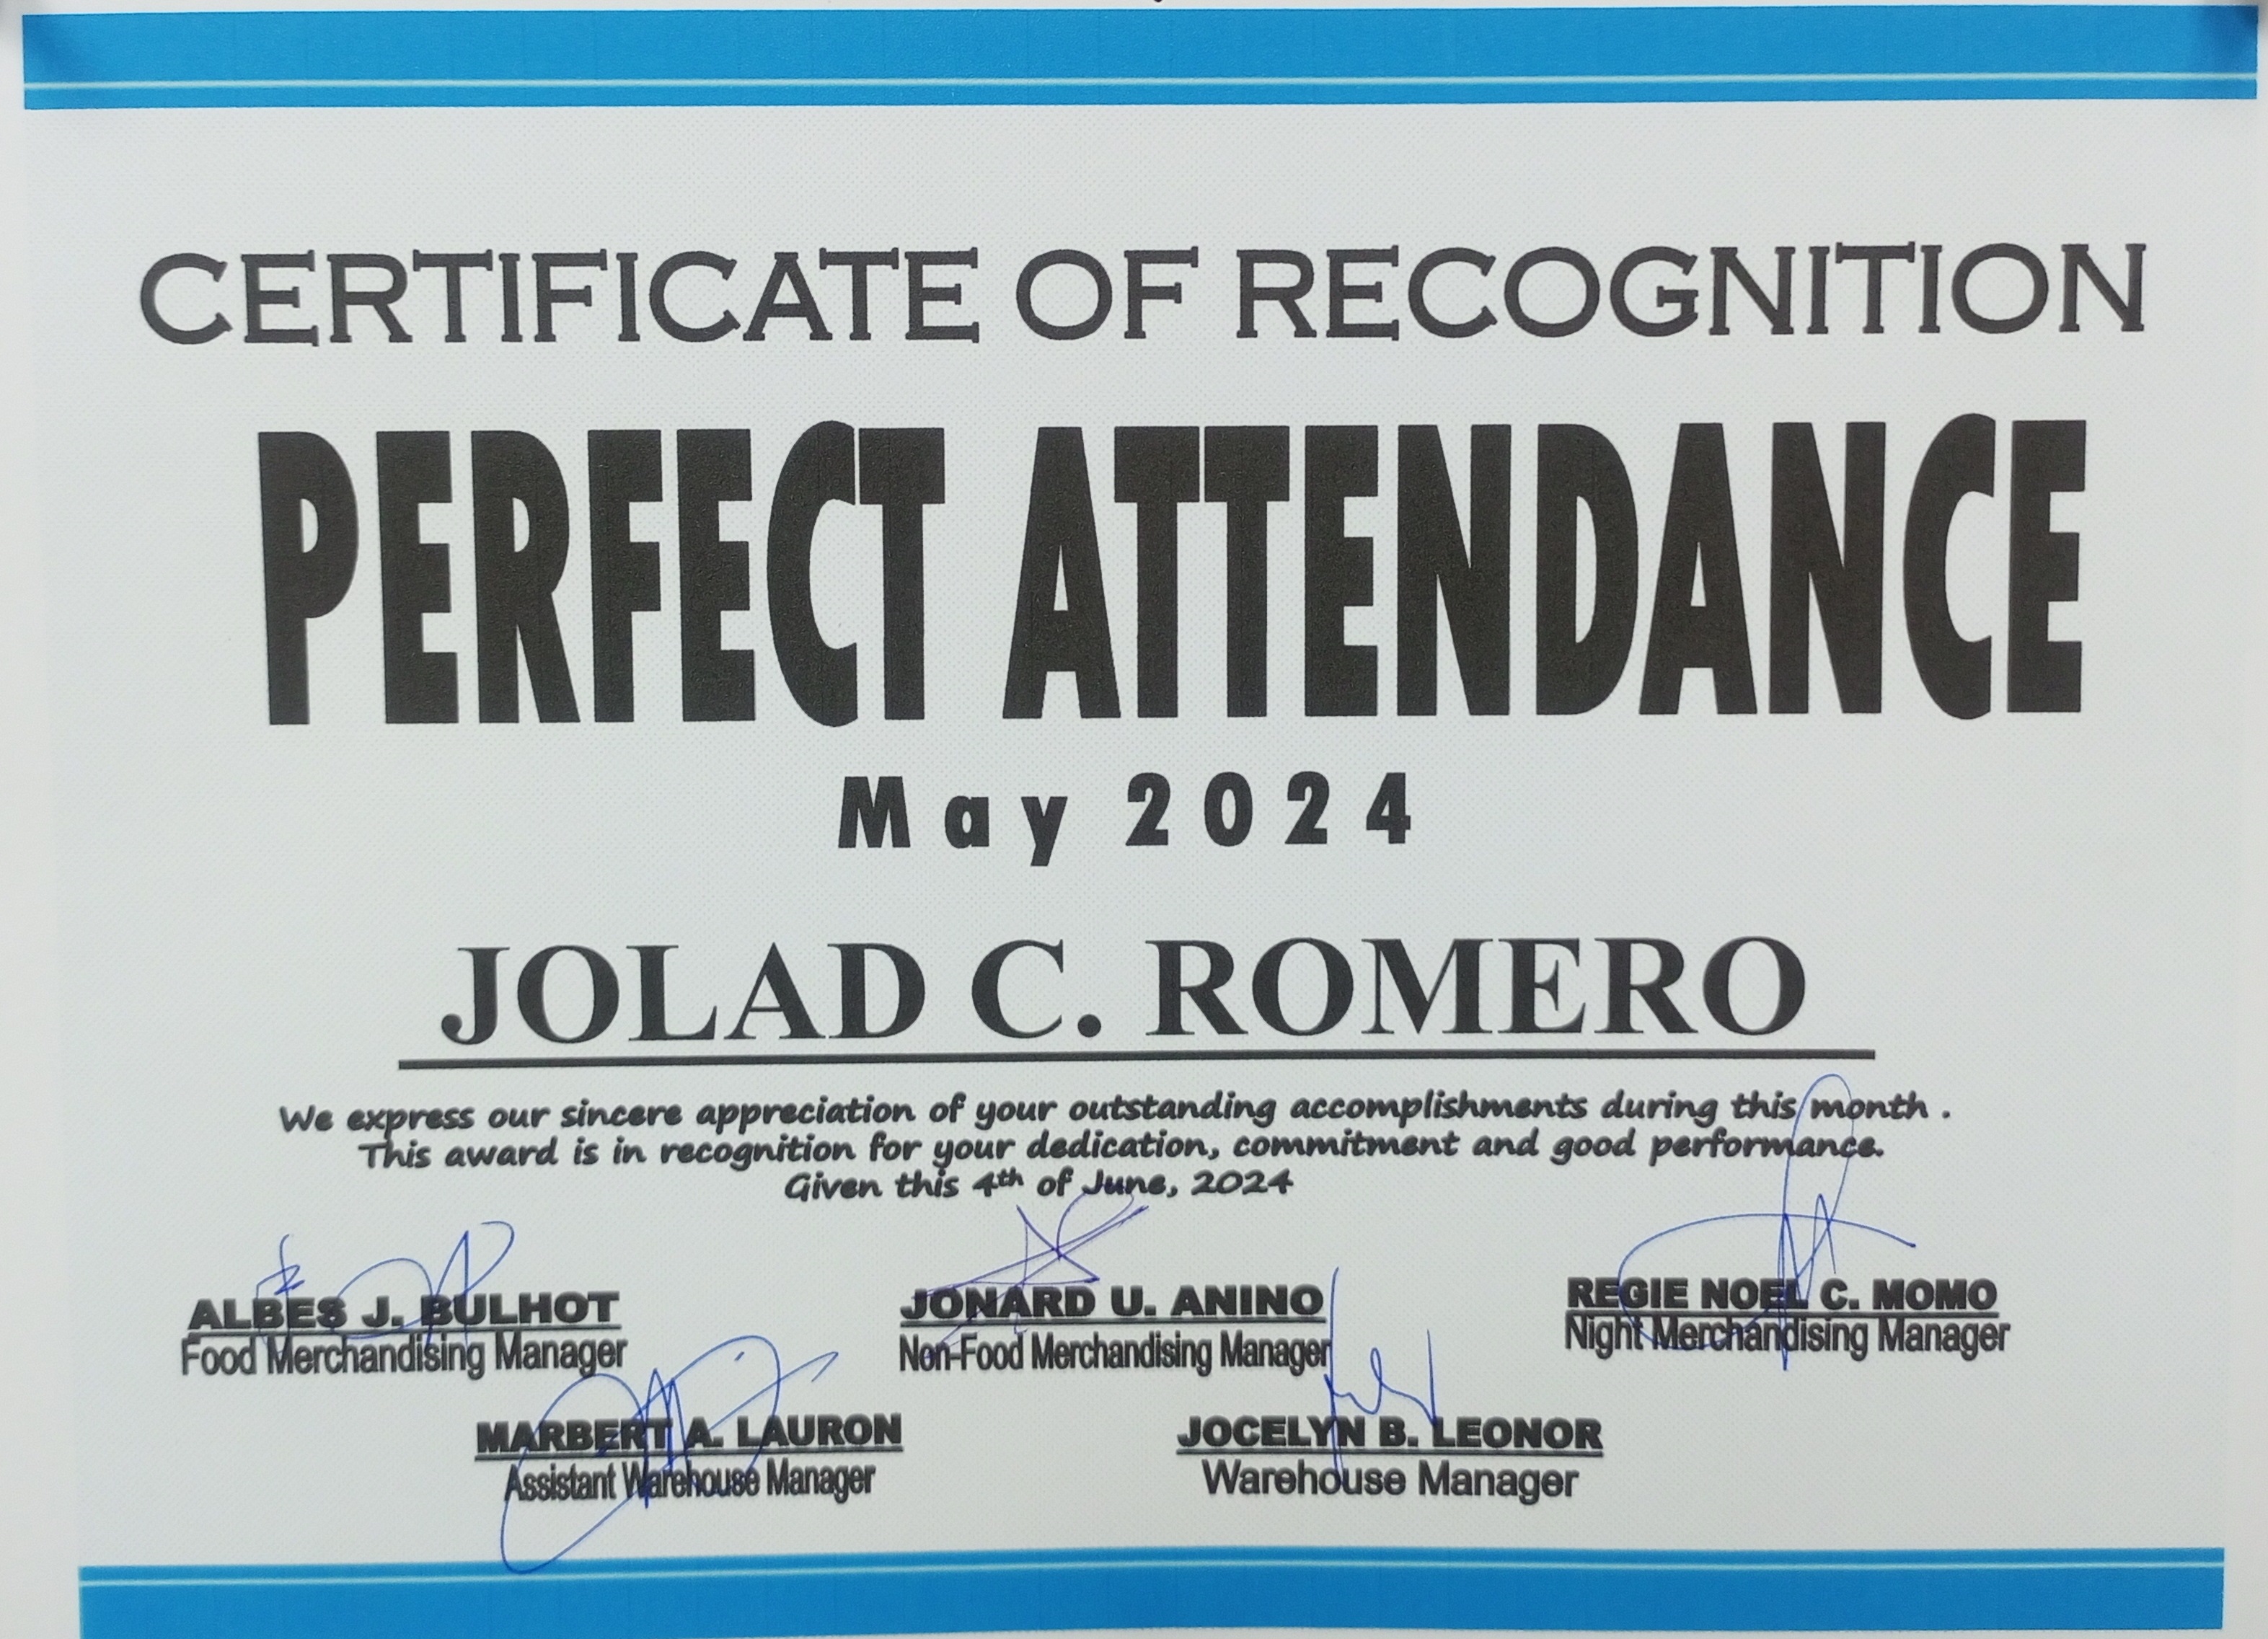 CERTIFICATE OF RECOGNITION
PERFECT ATTENDANCE
May 2024
JOLAD C. ROMERO
We express our sincere appreciation of your outstanding accomplishments during this month .
This award is in recognition for your dedication, commitment and good performance.
Given this 4th of June, 2024
ALBES J. BULHOT
Food Merchandising Manager
JONARD U. ANINO
Non-Food Merchandising Manager
REGIE NOEL C. MOMO
Night Merchandising Manager
MARBERT A. LAURON
Assistant Warehouse Manager
JOCELYN B. LEONOR
Warehouse Manager